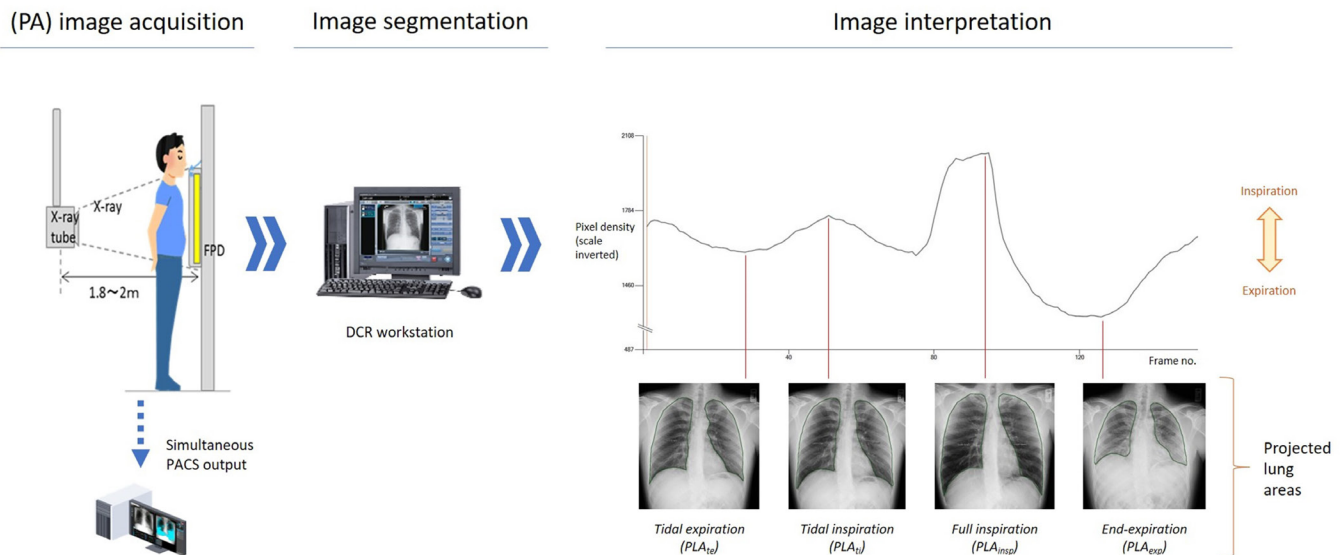 (PA) image acquisition
Image segmentation
Image interpretation
X-ray
tube
X-ray
FPD
1.8～2m
Simultaneous
PACS output
DCR workstation
2108
1784
1460
487
Pixel density
(scale
inverted)
40
80
120
Frame no.
Inspiration
Expiration
Tidal expiration
(PLAte)
Tidal inspiration
(PLAti)
Full inspiration
(PLAinsp)
End-expiration
(PLAexp)
Projected
lung
areas